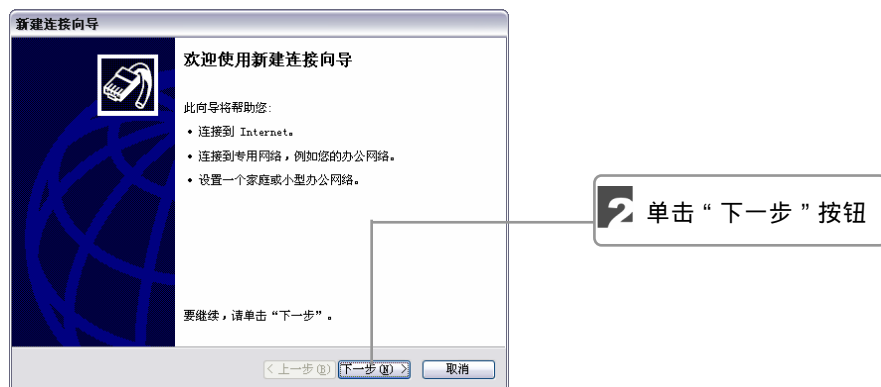 新建连接向导
欢迎使用新建连接向导
此向导将帮助您:
• 连接到 Internet。
• 连接到专用网络，例如您的办公网络。
• 设置一个家庭或小型办公网络。
要继续，请单击“下一步”。
< 上一步(B) 下一步(N) > 取消
2 单击“下一步”按钮